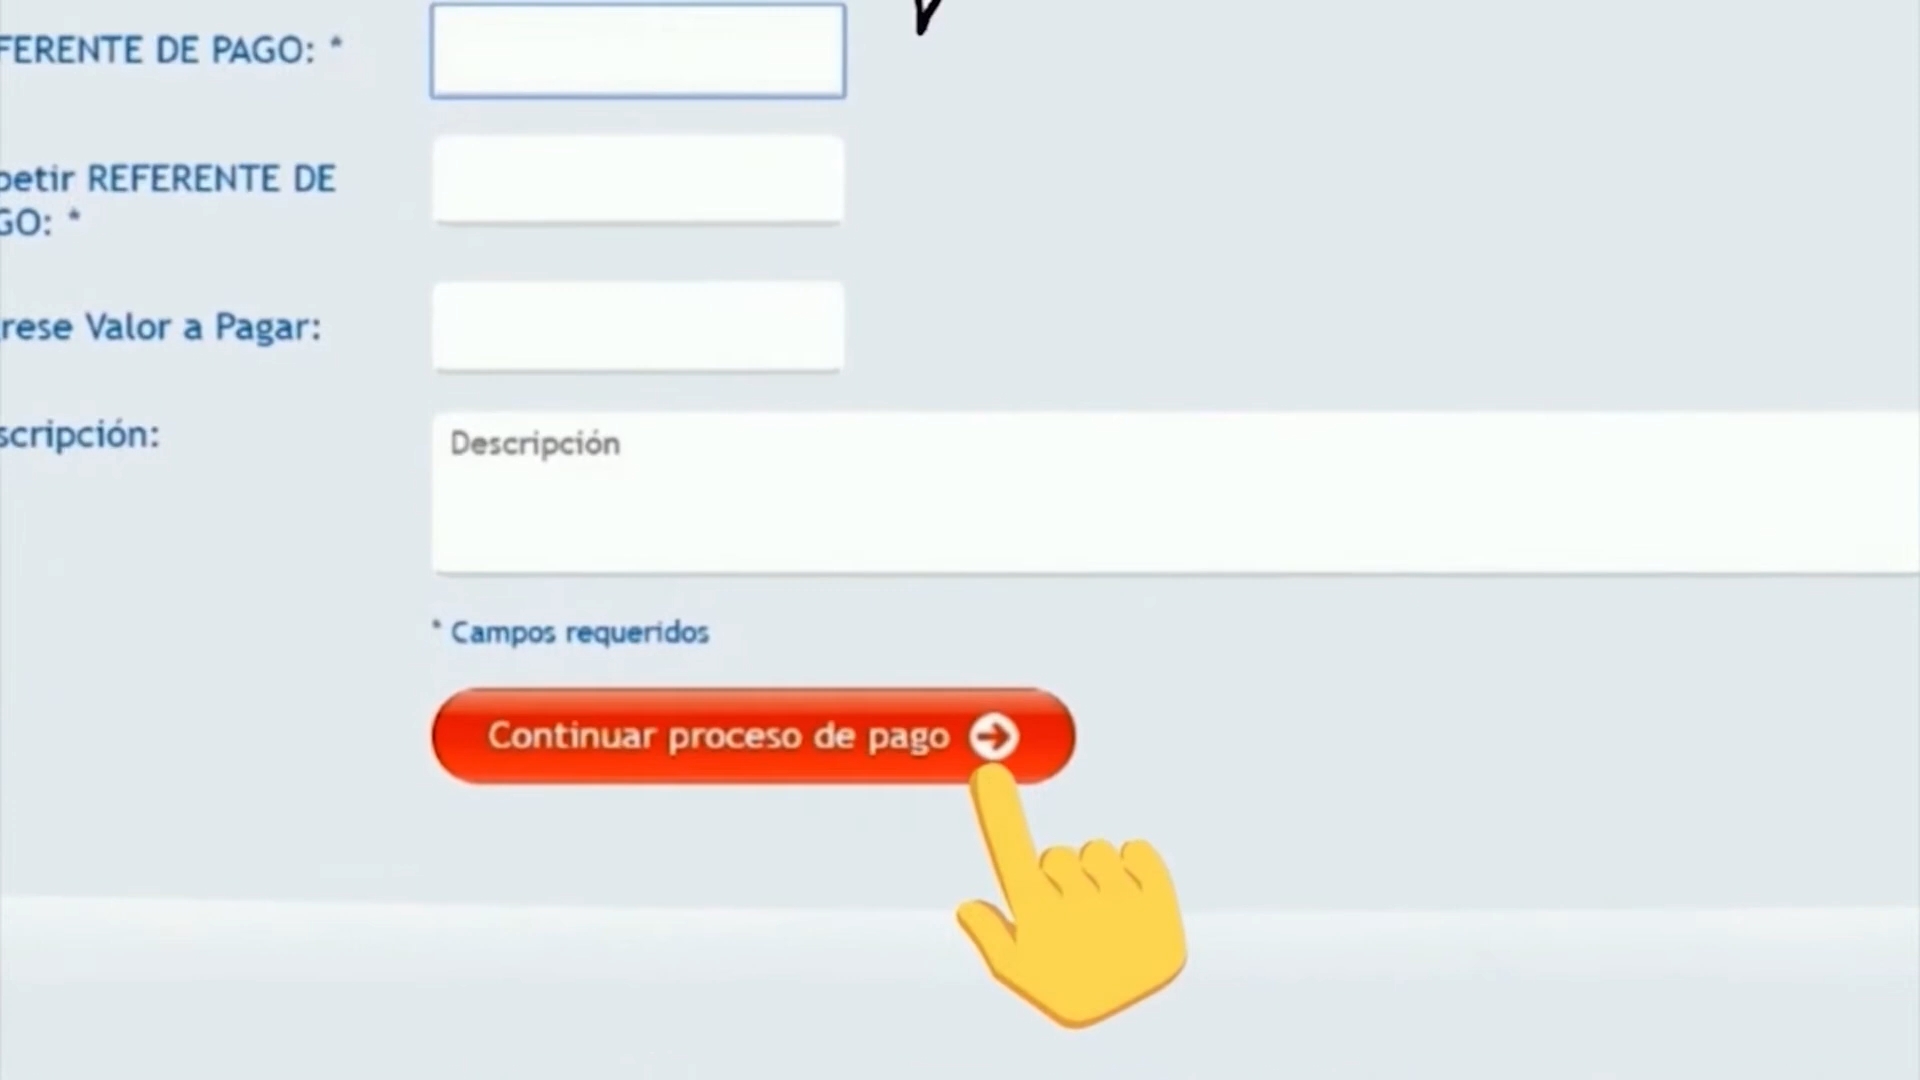 FERENTE DE PAGO: *
petir REFERENTE DE
GO: *
rese Valor a Pagar:
scripción:
Descripción
* Campos requeridos
Continuar proceso de pago